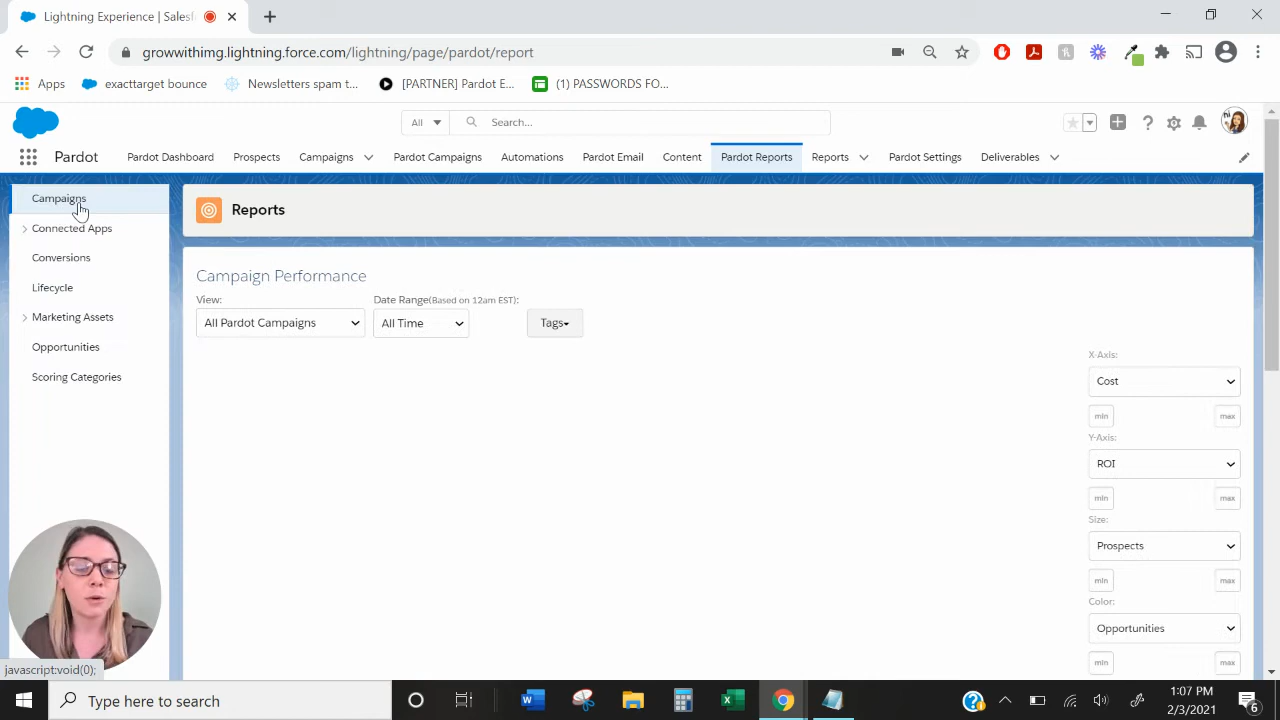 Lightning Experience | Salesf
growwithimg.lightning.force.com/lightning/page/pardot/report
Apps exacttarget bounce Newsletters spam t... [PARTNER] Pardot E... (1) PASSWORDS FO...
All Search...
Pardot Pardot Dashboard Prospects Campaigns Pardot Campaigns Automations Pardot Email Content Pardot Reports Reports Pardot Settings Deliverables
Campaigns
Connected Apps
Conversions
Lifecycle
Marketing Assets
Opportunities
Scoring Categories
Reports
Campaign Performance
View: Date Range(Based on 12am EST):
All Pardot Campaigns All Time Tags
X-Axis:
Cost
min max
Y-Axis:
ROI
min max
Size:
Prospects
min max
Color:
Opportunities
min max
javascript:void(0);
Type here to search
1:07 PM
2/3/2021
6